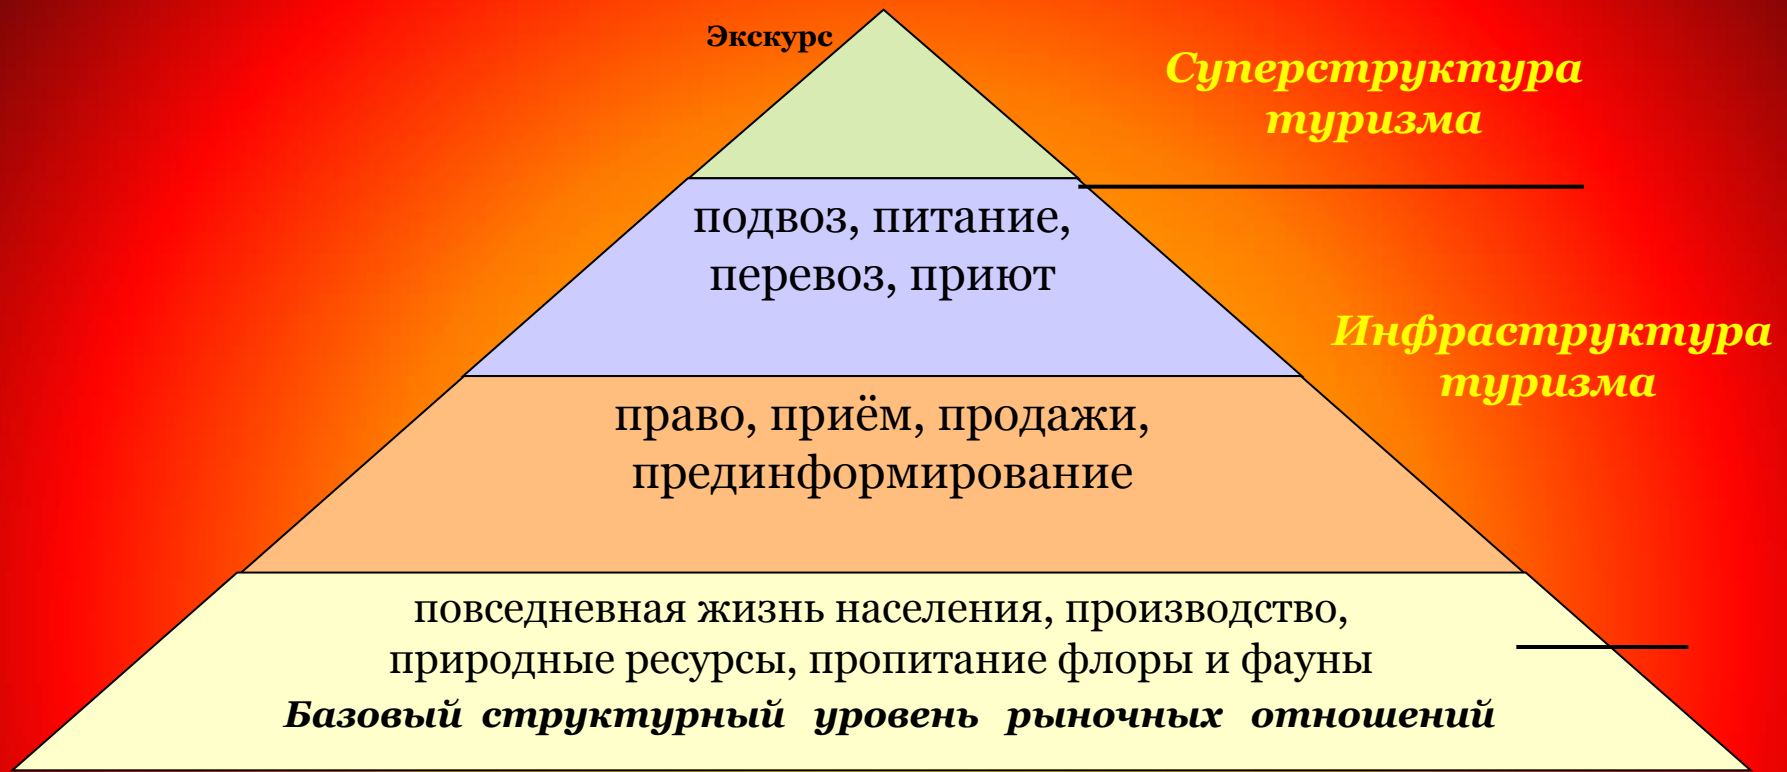 Экскурс
Суперструктура
туризма
подвоз, питание,
перевоз, приют
Инфраструктура
туризма
право, приём, продажи,
прединформирование
повседневная жизнь населения, производство,
природные ресурсы, пропитание флоры и фауны
Базовый структурный уровень рыночных отношений